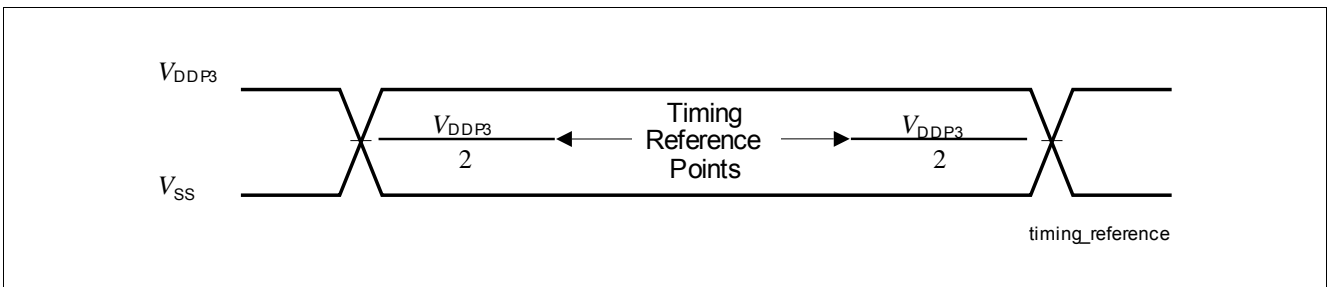 VDDP3
Timing
Reference
Points
VDDP3
2
VDDP3
2
VSS
timing_reference